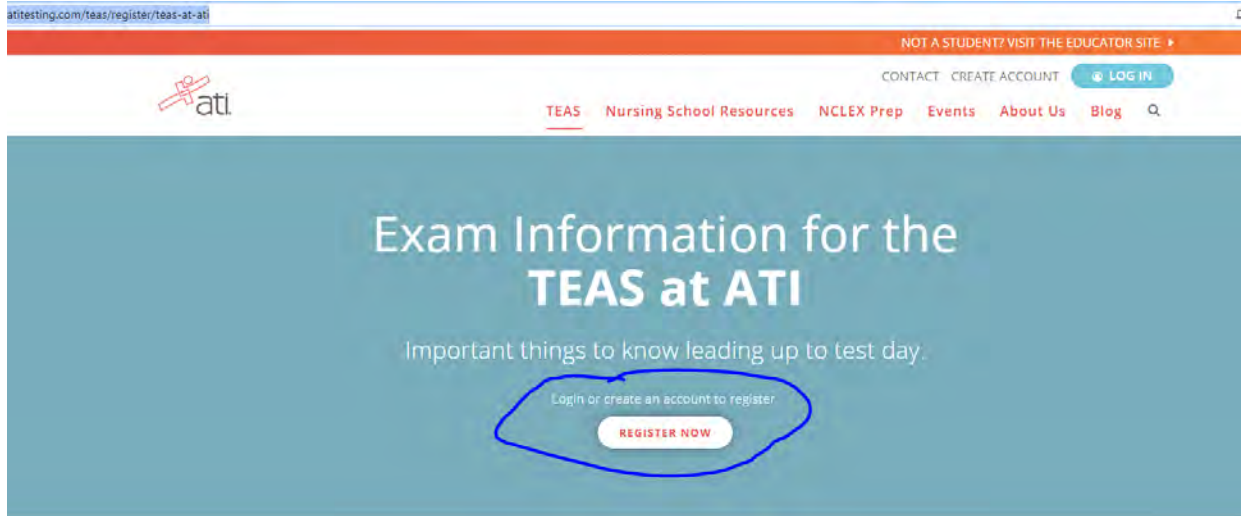 atitesting.com/teas/register/teas-at-ati
NOT A STUDENT? VISIT THE EDUCATOR SITE
CONTACT CREATE ACCOUNT LOG IN
ati
TEAS Nursing School Resources NCLEX Prep Events About Us Blog
Exam Information for the
TEAS at ATI
Important things to know leading up to test day.
Login or create an account to register
REGISTER NOW